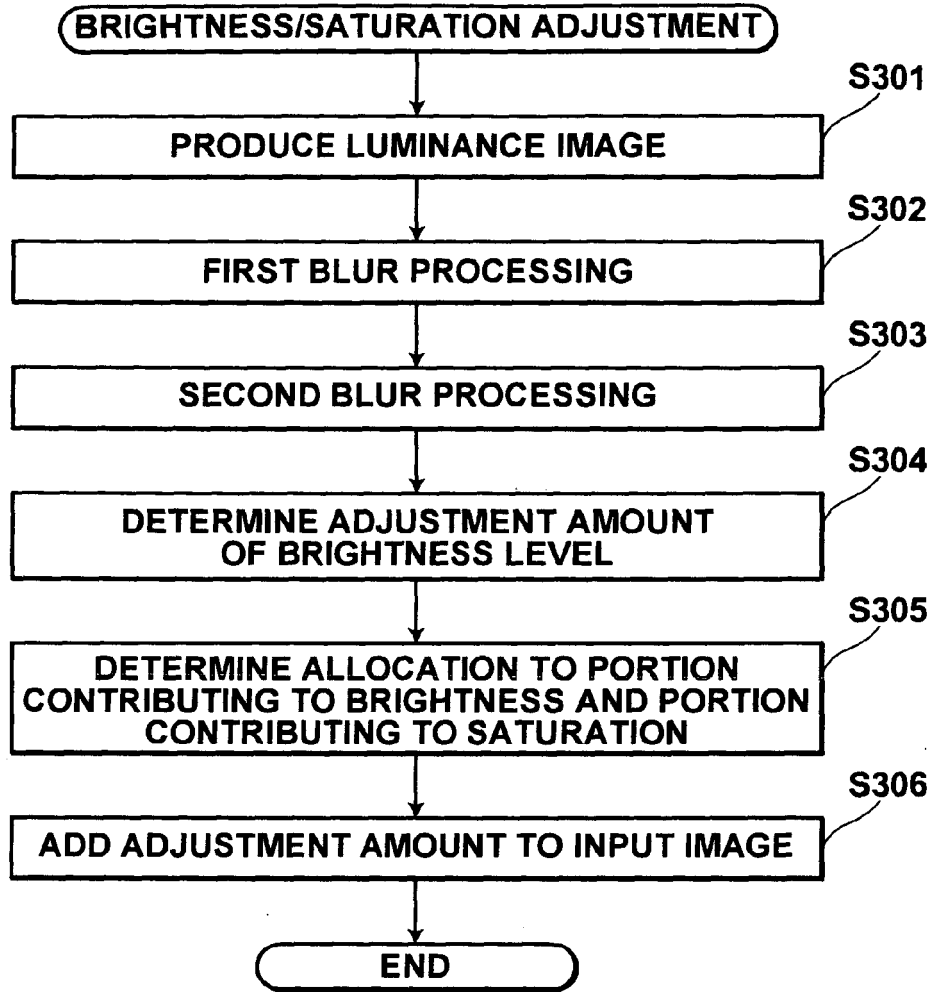 BRIGHTNESS/SATURATION ADJUSTMENT
S301
PRODUCE LUMINANCE IMAGE
S302
FIRST BLUR PROCESSING
S303
SECOND BLUR PROCESSING
S304
DETERMINE ADJUSTMENT AMOUNT
OF BRIGHTNESS LEVEL
S305
DETERMINE ALLOCATION TO PORTION
CONTRIBUTING TO BRIGHTNESS AND PORTION
CONTRIBUTING TO SATURATION
S306
ADD ADJUSTMENT AMOUNT TO INPUT IMAGE
END